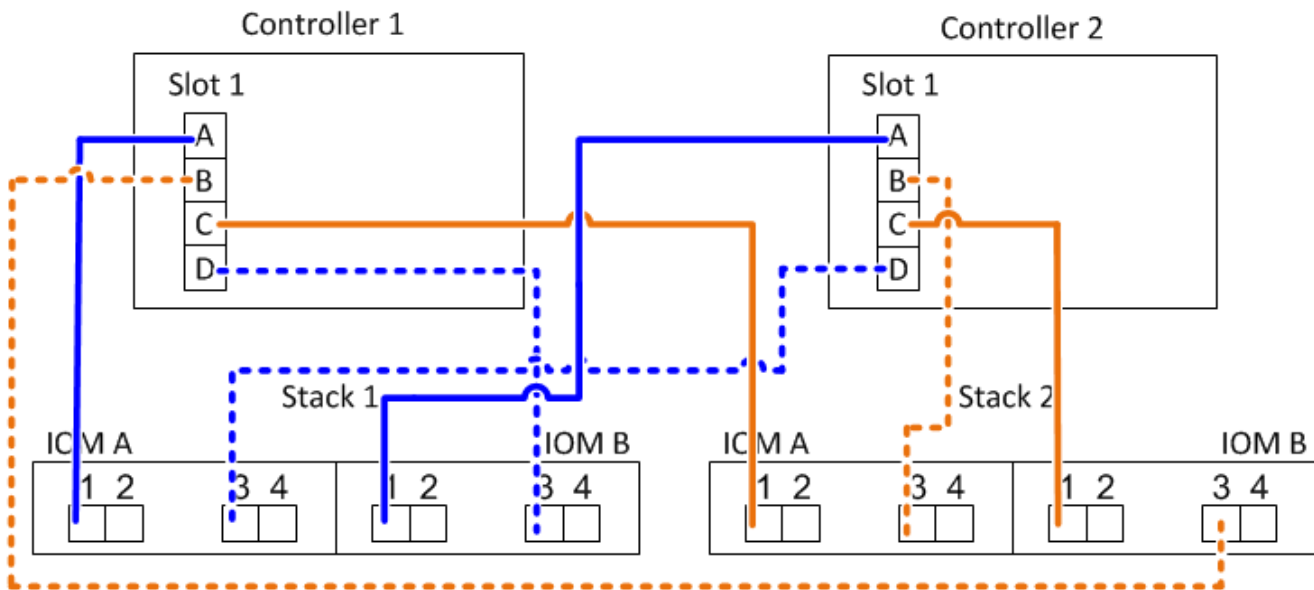 Controller 1
Controller 2
Slot 1
Slot 1
A
B
C
D
A
B
C
D
Stack 1
Stack 2
IOM A
IOM B
IOM A
IOM B
1 2
3 4
1 2
3 4
1 2
3 4
1 2
3 4